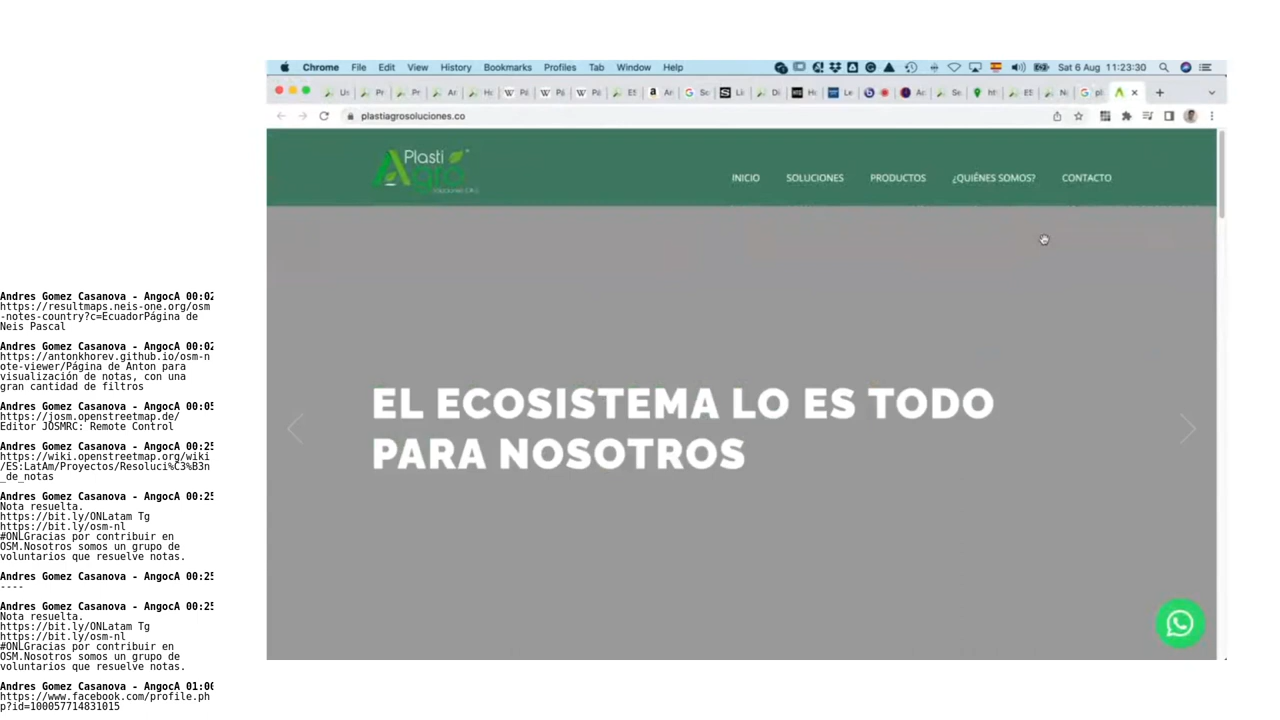 Andres Gomez Casanova - AngocA 00:02
https://resultmaps.neis-one.org/osm
-notes-country?c=EcuadorPágina de
Neis Pascal
Andres Gomez Casanova - AngocA 00:02
https://antonkhorev.github.io/osm-n
ote-viewer/Página de Anton para
visualización de notas, con una
gran cantidad de filtros
Andres Gomez Casanova - AngocA 00:05
https://josm.openstreetmap.de/
Editor JOSMRC: Remote Control
Andres Gomez Casanova - AngocA 00:25
https://wiki.openstreetmap.org/wiki
/ES:LatAm/Proyectos/Resoluci%C3%B3n
_de_notas
Andres Gomez Casanova - AngocA 00:25
Nota resuelta.
https://bit.ly/ONLatam Tg
https://bit.ly/osm-nl
#ONLGracias por contribuir en
OSM.Nosotros somos un grupo de
voluntarios que resuelve notas.
Andres Gomez Casanova - AngocA 00:25
----
Andres Gomez Casanova - AngocA 00:25
Nota resuelta.
https://bit.ly/ONLatam Tg
https://bit.ly/osm-nl
#ONLGracias por contribuir en
OSM.Nosotros somos un grupo de
voluntarios que resuelve notas.
Andres Gomez Casanova - AngocA 01:00
https://www.facebook.com/profile.ph
p?id=100057714831015
Chrome File Edit View History Bookmarks Profiles Tab Window Help Sat 6 Aug 11:23:30
plastiagrosoluciones.co
Plasti
Agro
INICIO SOLUCIONES PRODUCTOS ¿QUIÉNES SOMOS? CONTACTO
EL ECOSISTEMA LO ES TODO
PARA NOSOTROS